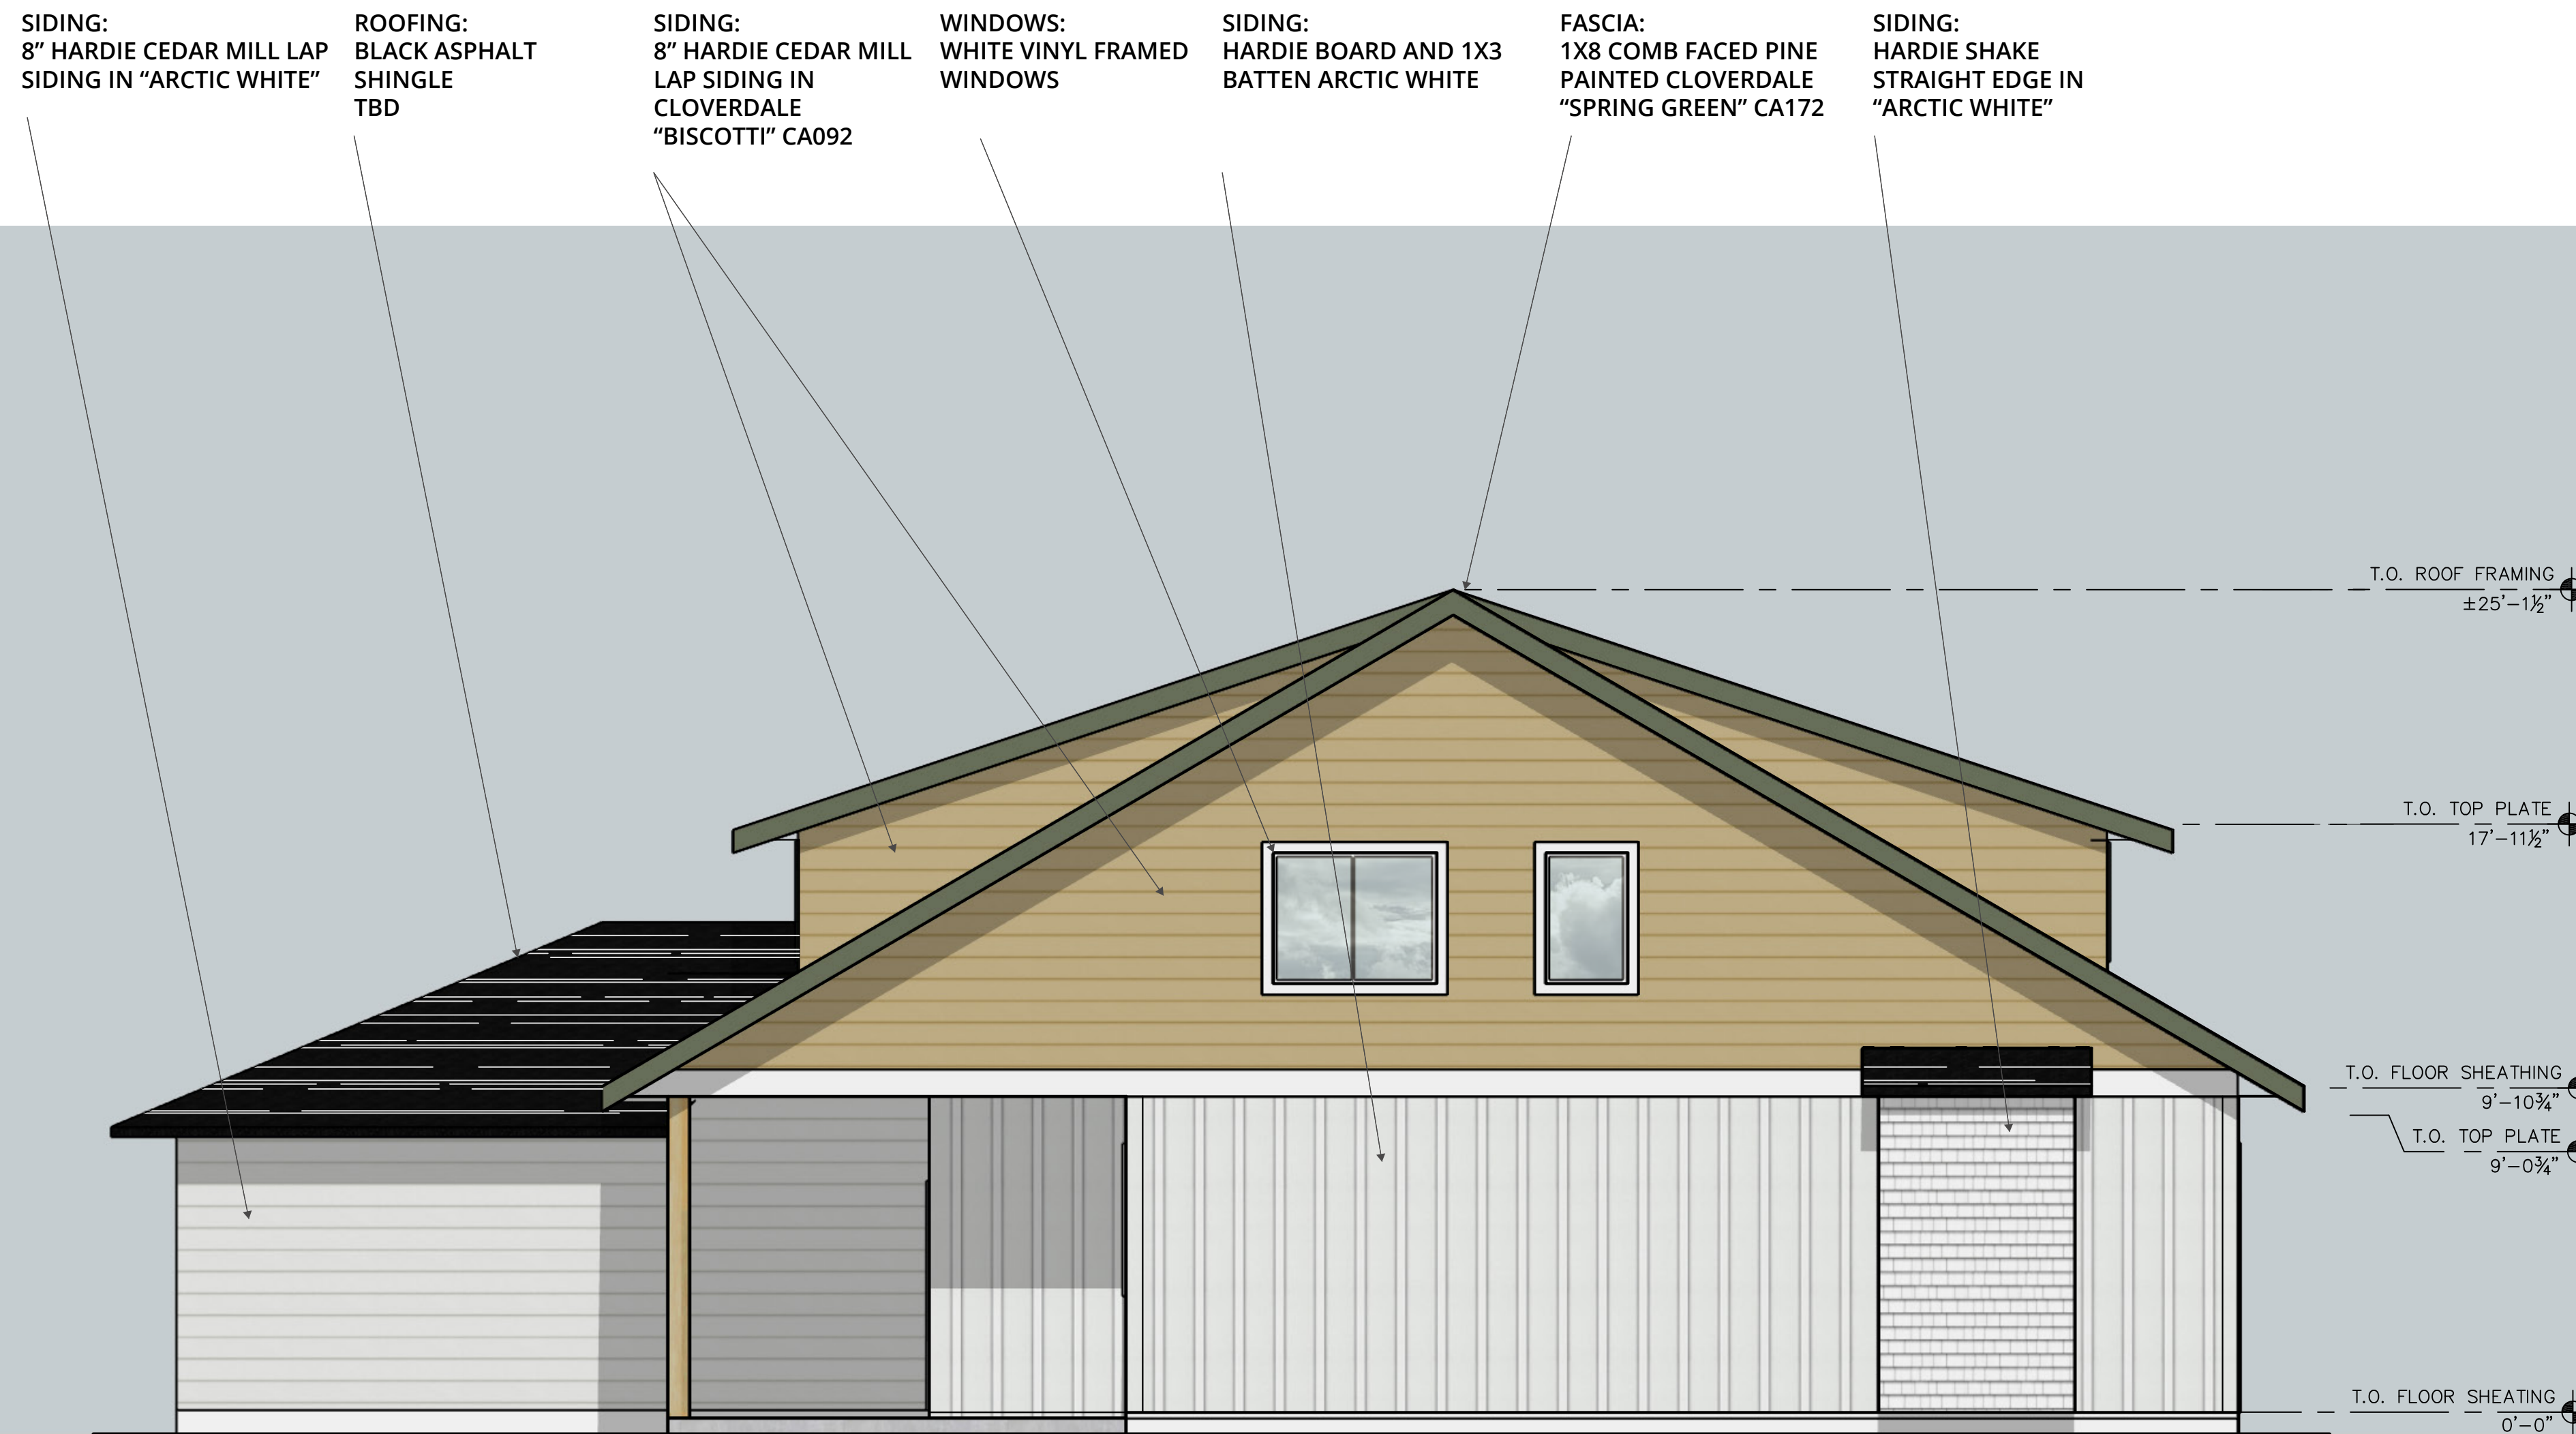 SIDING:
8” HARDIE CEDAR MILL LAP
SIDING IN “ARCTIC WHITE”
ROOFING:
BLACK ASPHALT
SHINGLE
TBD
SIDING:
8” HARDIE CEDAR MILL
LAP SIDING IN
CLOVERDALE
“BISCOTTI” CA092
WINDOWS:
WHITE VINYL FRAMED
WINDOWS
SIDING:
HARDIE BOARD AND 1X3
BATTEN ARCTIC WHITE
FASCIA:
1X8 COMB FACED PINE
PAINTED CLOVERDALE
“SPRING GREEN” CA172
SIDING:
HARDIE SHAKE
STRAIGHT EDGE IN
“ARCTIC WHITE”
T.O. ROOF FRAMING
±25'-1½"
T.O. TOP PLATE
17'-11½"
T.O. FLOOR SHEATHING
9'-10¾"
T.O. TOP PLATE
9'-0¾"
T.O. FLOOR SHEATING
0'-0"